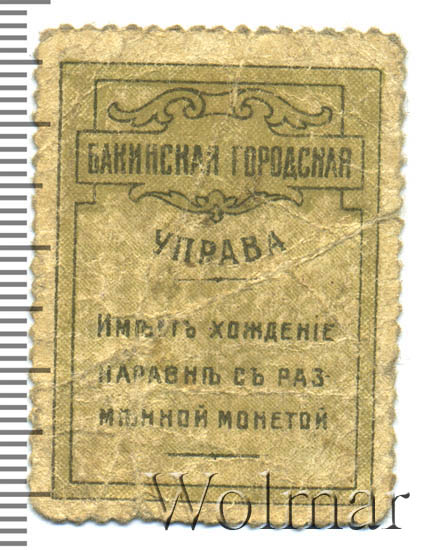 БАКИНСКАЯ ГОРОДСКАЯ
УПРАВА
ИМѢЕТЪ ХОЖДЕНІЕ
НАРАВНѢ СЪ РАЗ-
МѢННОЙ МОНЕТОЙ
Wolmar